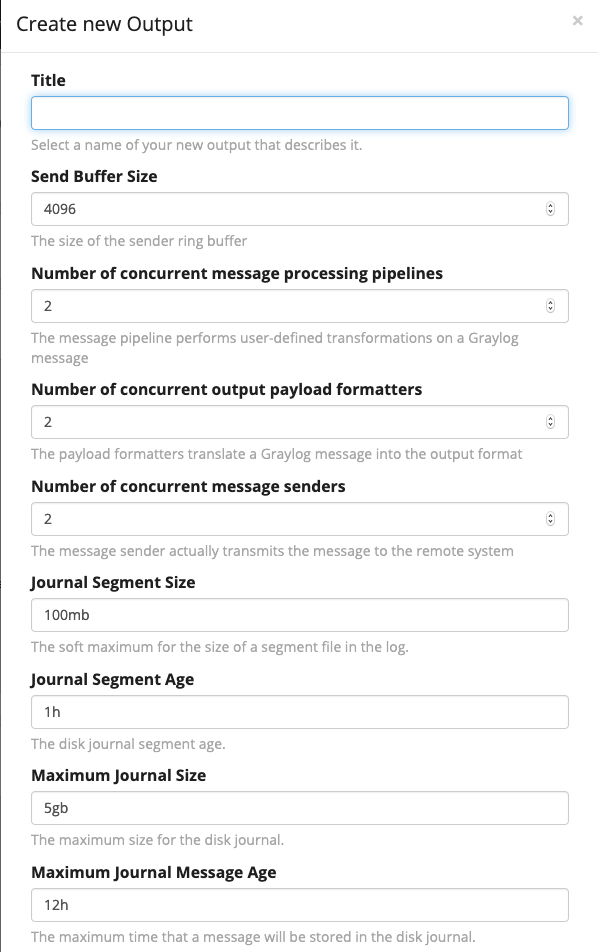 Create new Output
×
Title
Select a name of your new output that describes it.
Send Buffer Size
4096
The size of the sender ring buffer
Number of concurrent message processing pipelines
2
The message pipeline performs user-defined transformations on a Graylog
message
Number of concurrent output payload formatters
2
The payload formatters translate a Graylog message into the output format
Number of concurrent message senders
2
The message sender actually transmits the message to the remote system
Journal Segment Size
100mb
The soft maximum for the size of a segment file in the log.
Journal Segment Age
1h
The disk journal segment age.
Maximum Journal Size
5gb
The maximum size for the disk journal.
Maximum Journal Message Age
12h
The maximum time that a message will be stored in the disk journal.